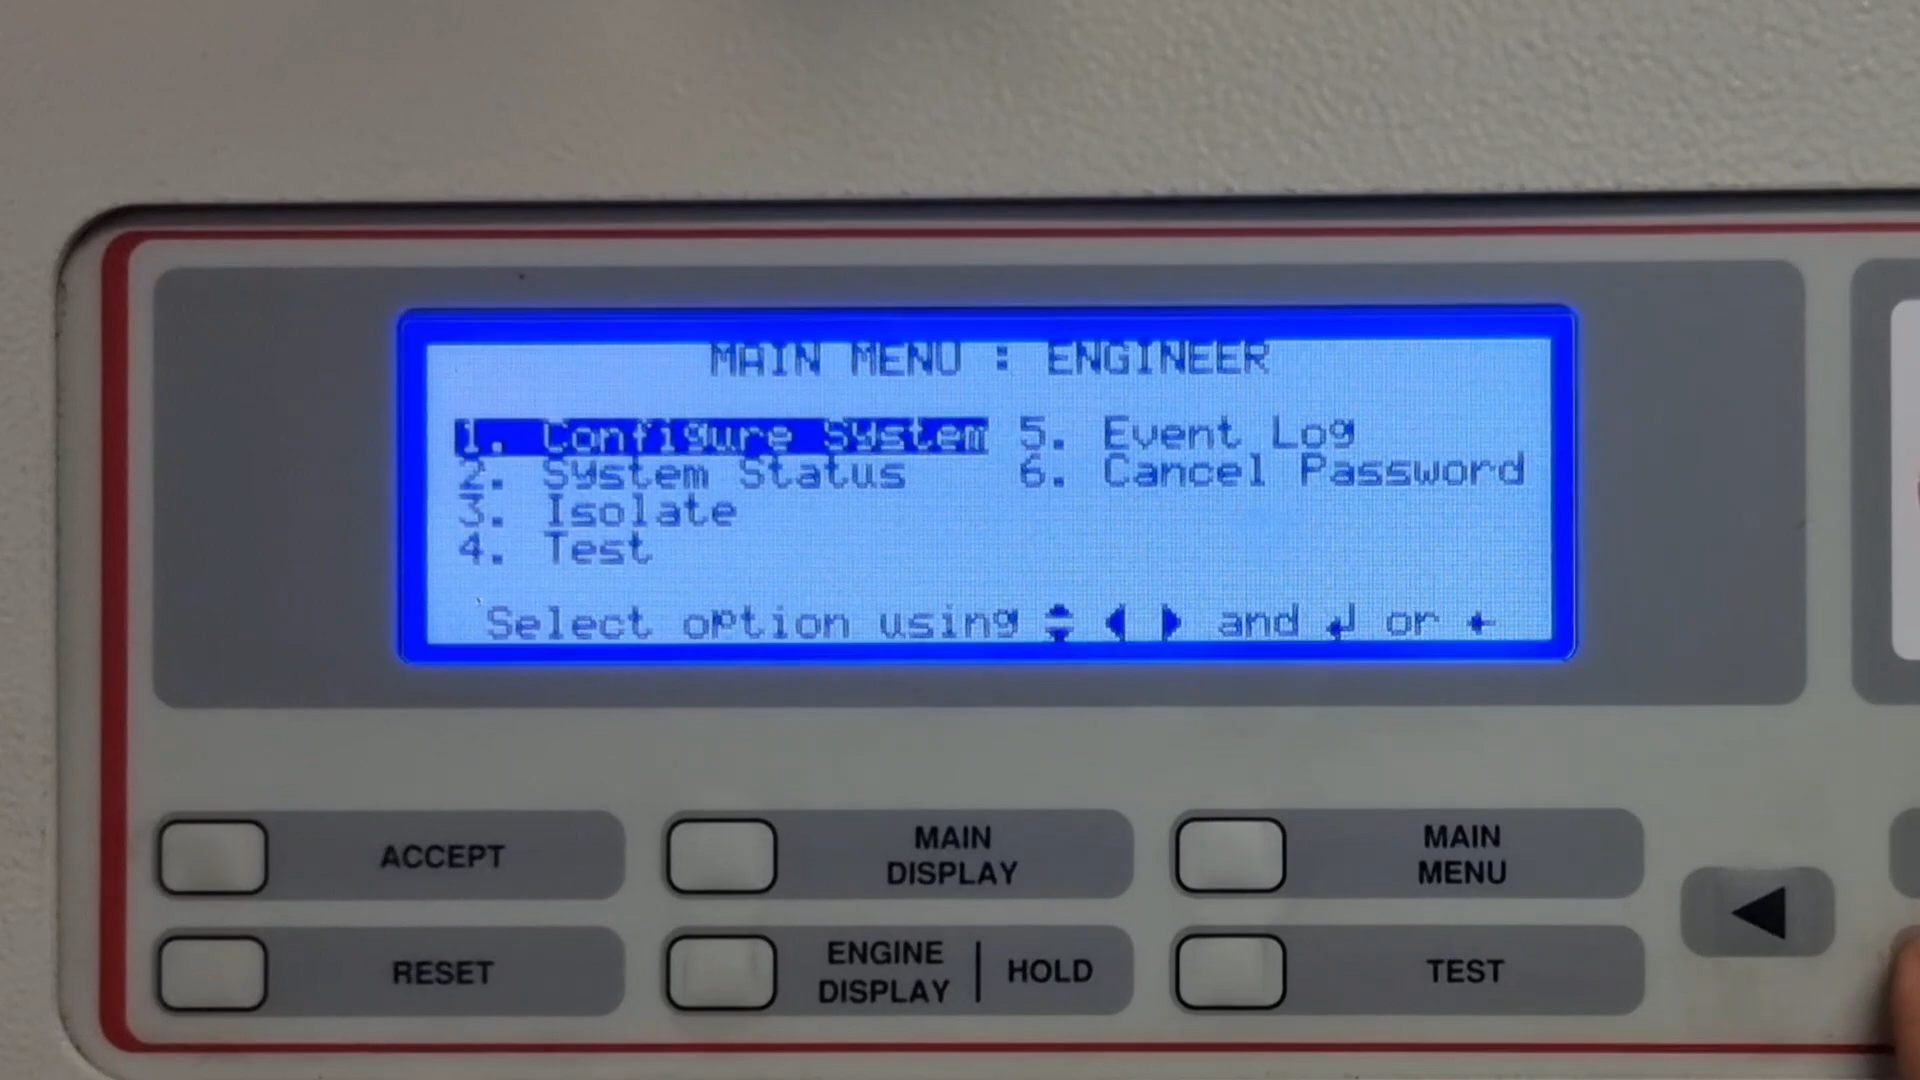 MAIN MENU : ENGINEER
1. Configure System 5. Event Log
2. System Status 6. Cancel Password
3. Isolate
4. Test
Select option using ▲▼ ◀ ▶ and ↵ or ←
ACCEPT
MAIN
DISPLAY
MAIN
MENU
RESET
ENGINE
DISPLAY | HOLD
TEST